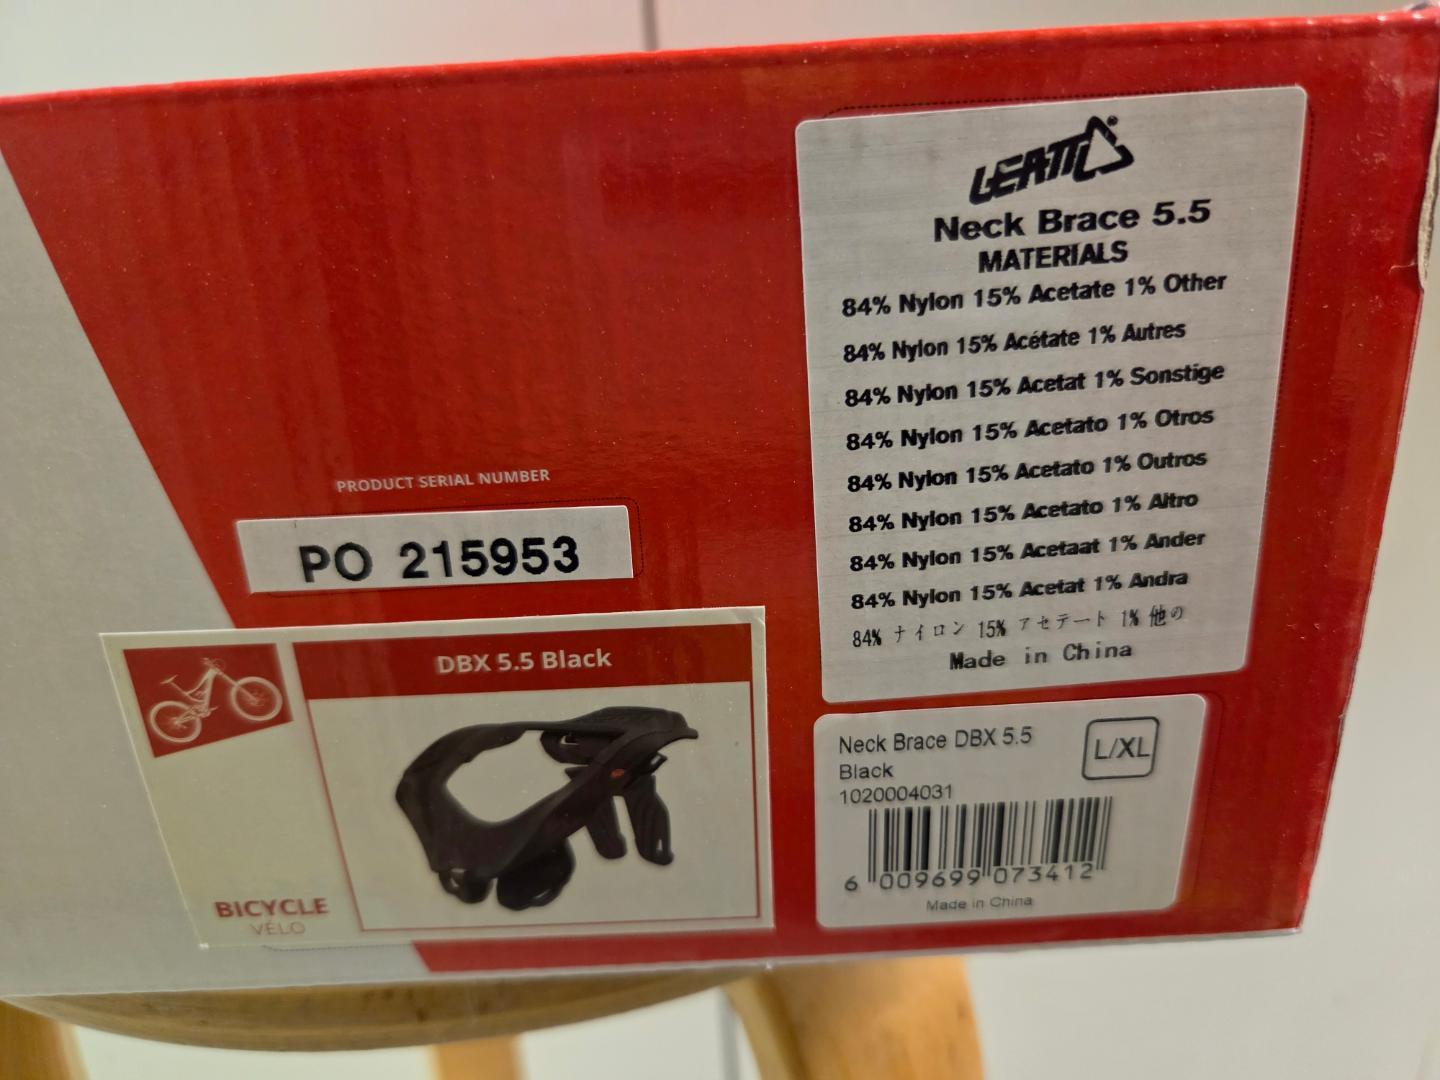 LEATT®
Neck Brace 5.5
MATERIALS
84% Nylon 15% Acetate 1% Other
84% Nylon 15% Acétate 1% Autres
84% Nylon 15% Acetat 1% Sonstige
84% Nylon 15% Acetato 1% Otros
84% Nylon 15% Acetato 1% Outros
84% Nylon 15% Acetato 1% Altro
84% Nylon 15% Acetaat 1% Ander
84% Nylon 15% Acetat 1% Andra
84% ナイロン 15% アセテート 1% 他の
Made in China
PRODUCT SERIAL NUMBER
PO 215953
DBX 5.5 Black
BICYCLE
VÉLO
Neck Brace DBX 5.5
Black
L/XL
1020004031
6 009699 073412
Made in China